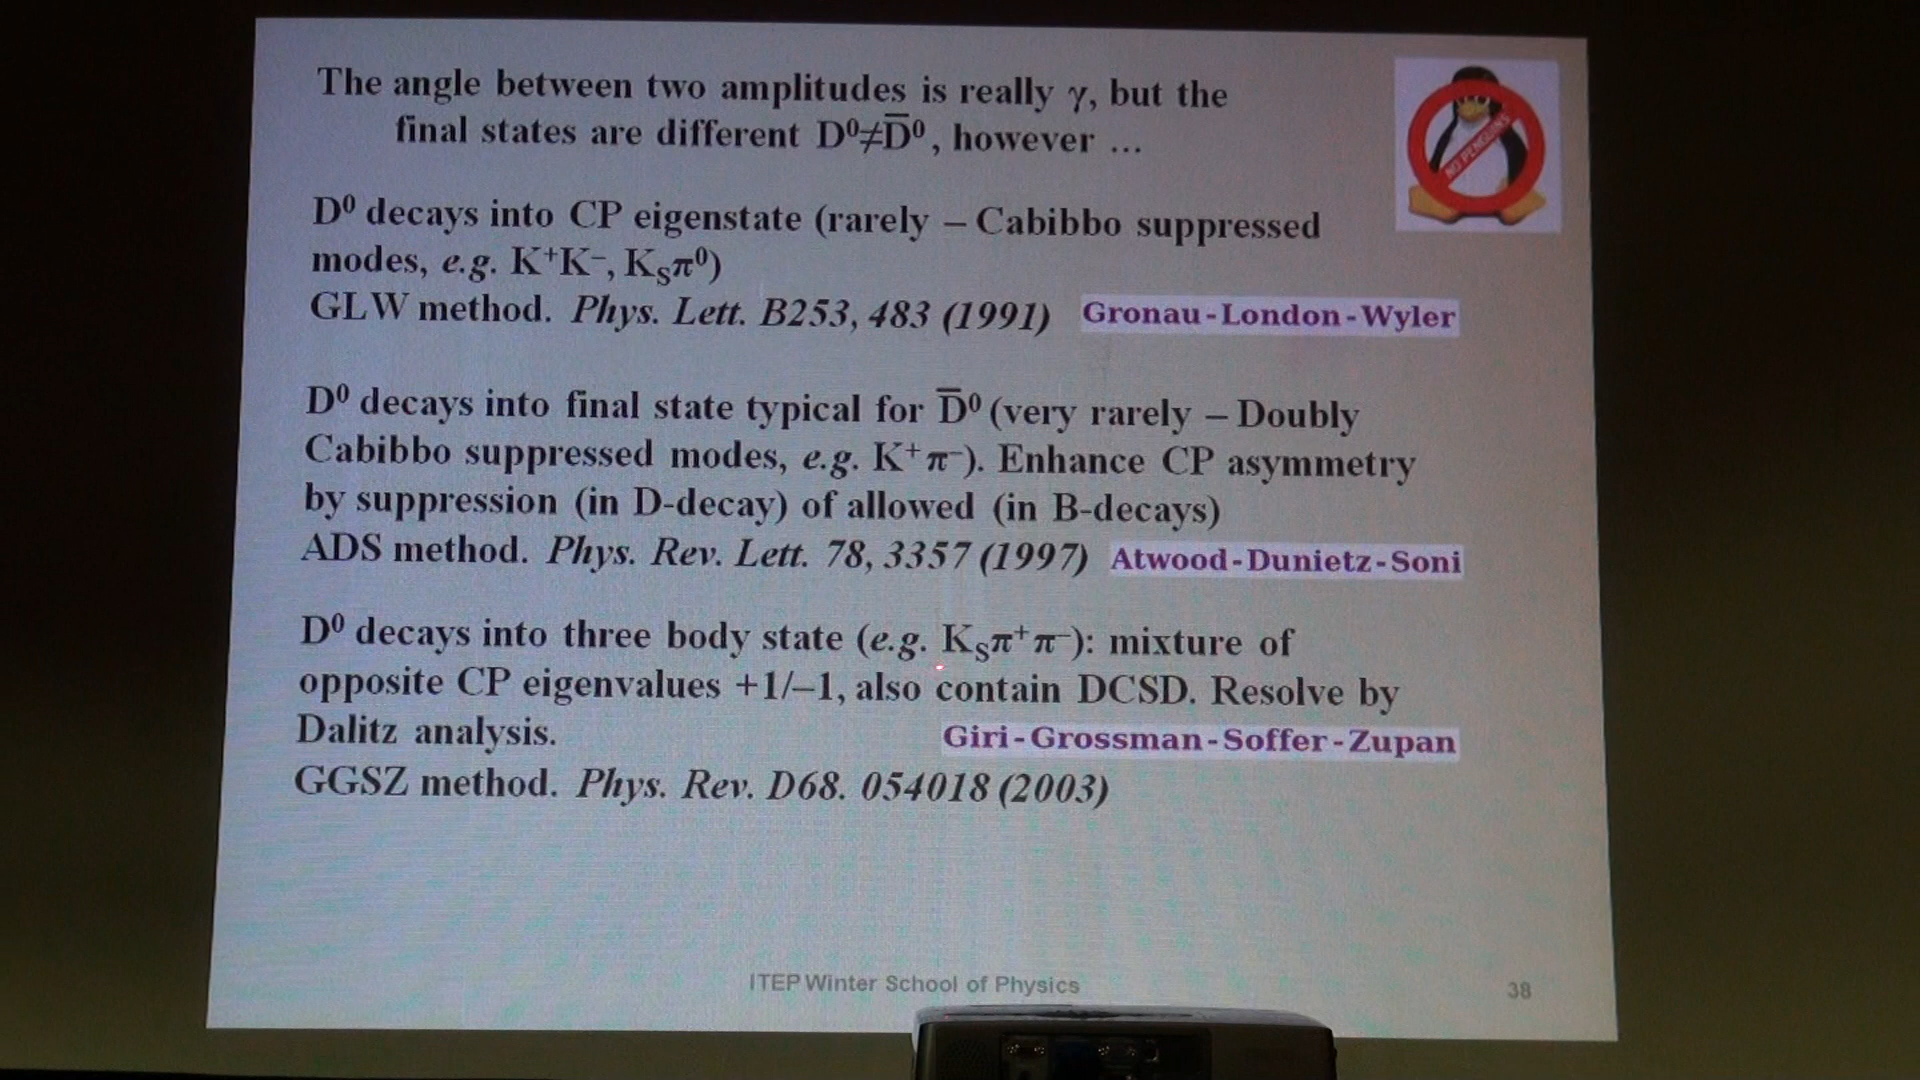 The angle between two amplitudes is really γ, but the
final states are different D⁰≠D̅⁰, however ...
NO PENGUINS
D⁰ decays into CP eigenstate (rarely – Cabibbo suppressed
modes, e.g. K⁺K⁻, K_Sπ⁰)
GLW method. Phys. Lett. B253, 483 (1991) Gronau-London-Wyler
D⁰ decays into final state typical for D̅⁰ (very rarely – Doubly
Cabibbo suppressed modes, e.g. K⁺π⁻). Enhance CP asymmetry
by suppression (in D-decay) of allowed (in B-decays)
ADS method. Phys. Rev. Lett. 78, 3357 (1997) Atwood-Dunietz-Soni
D⁰ decays into three body state (e.g. K_Sπ⁺π⁻): mixture of
opposite CP eigenvalues +1/–1, also contain DCSD. Resolve by
Dalitz analysis. Giri-Grossman-Soffer-Zupan
GGSZ method. Phys. Rev. D68. 054018 (2003)
ITEP Winter School of Physics 38